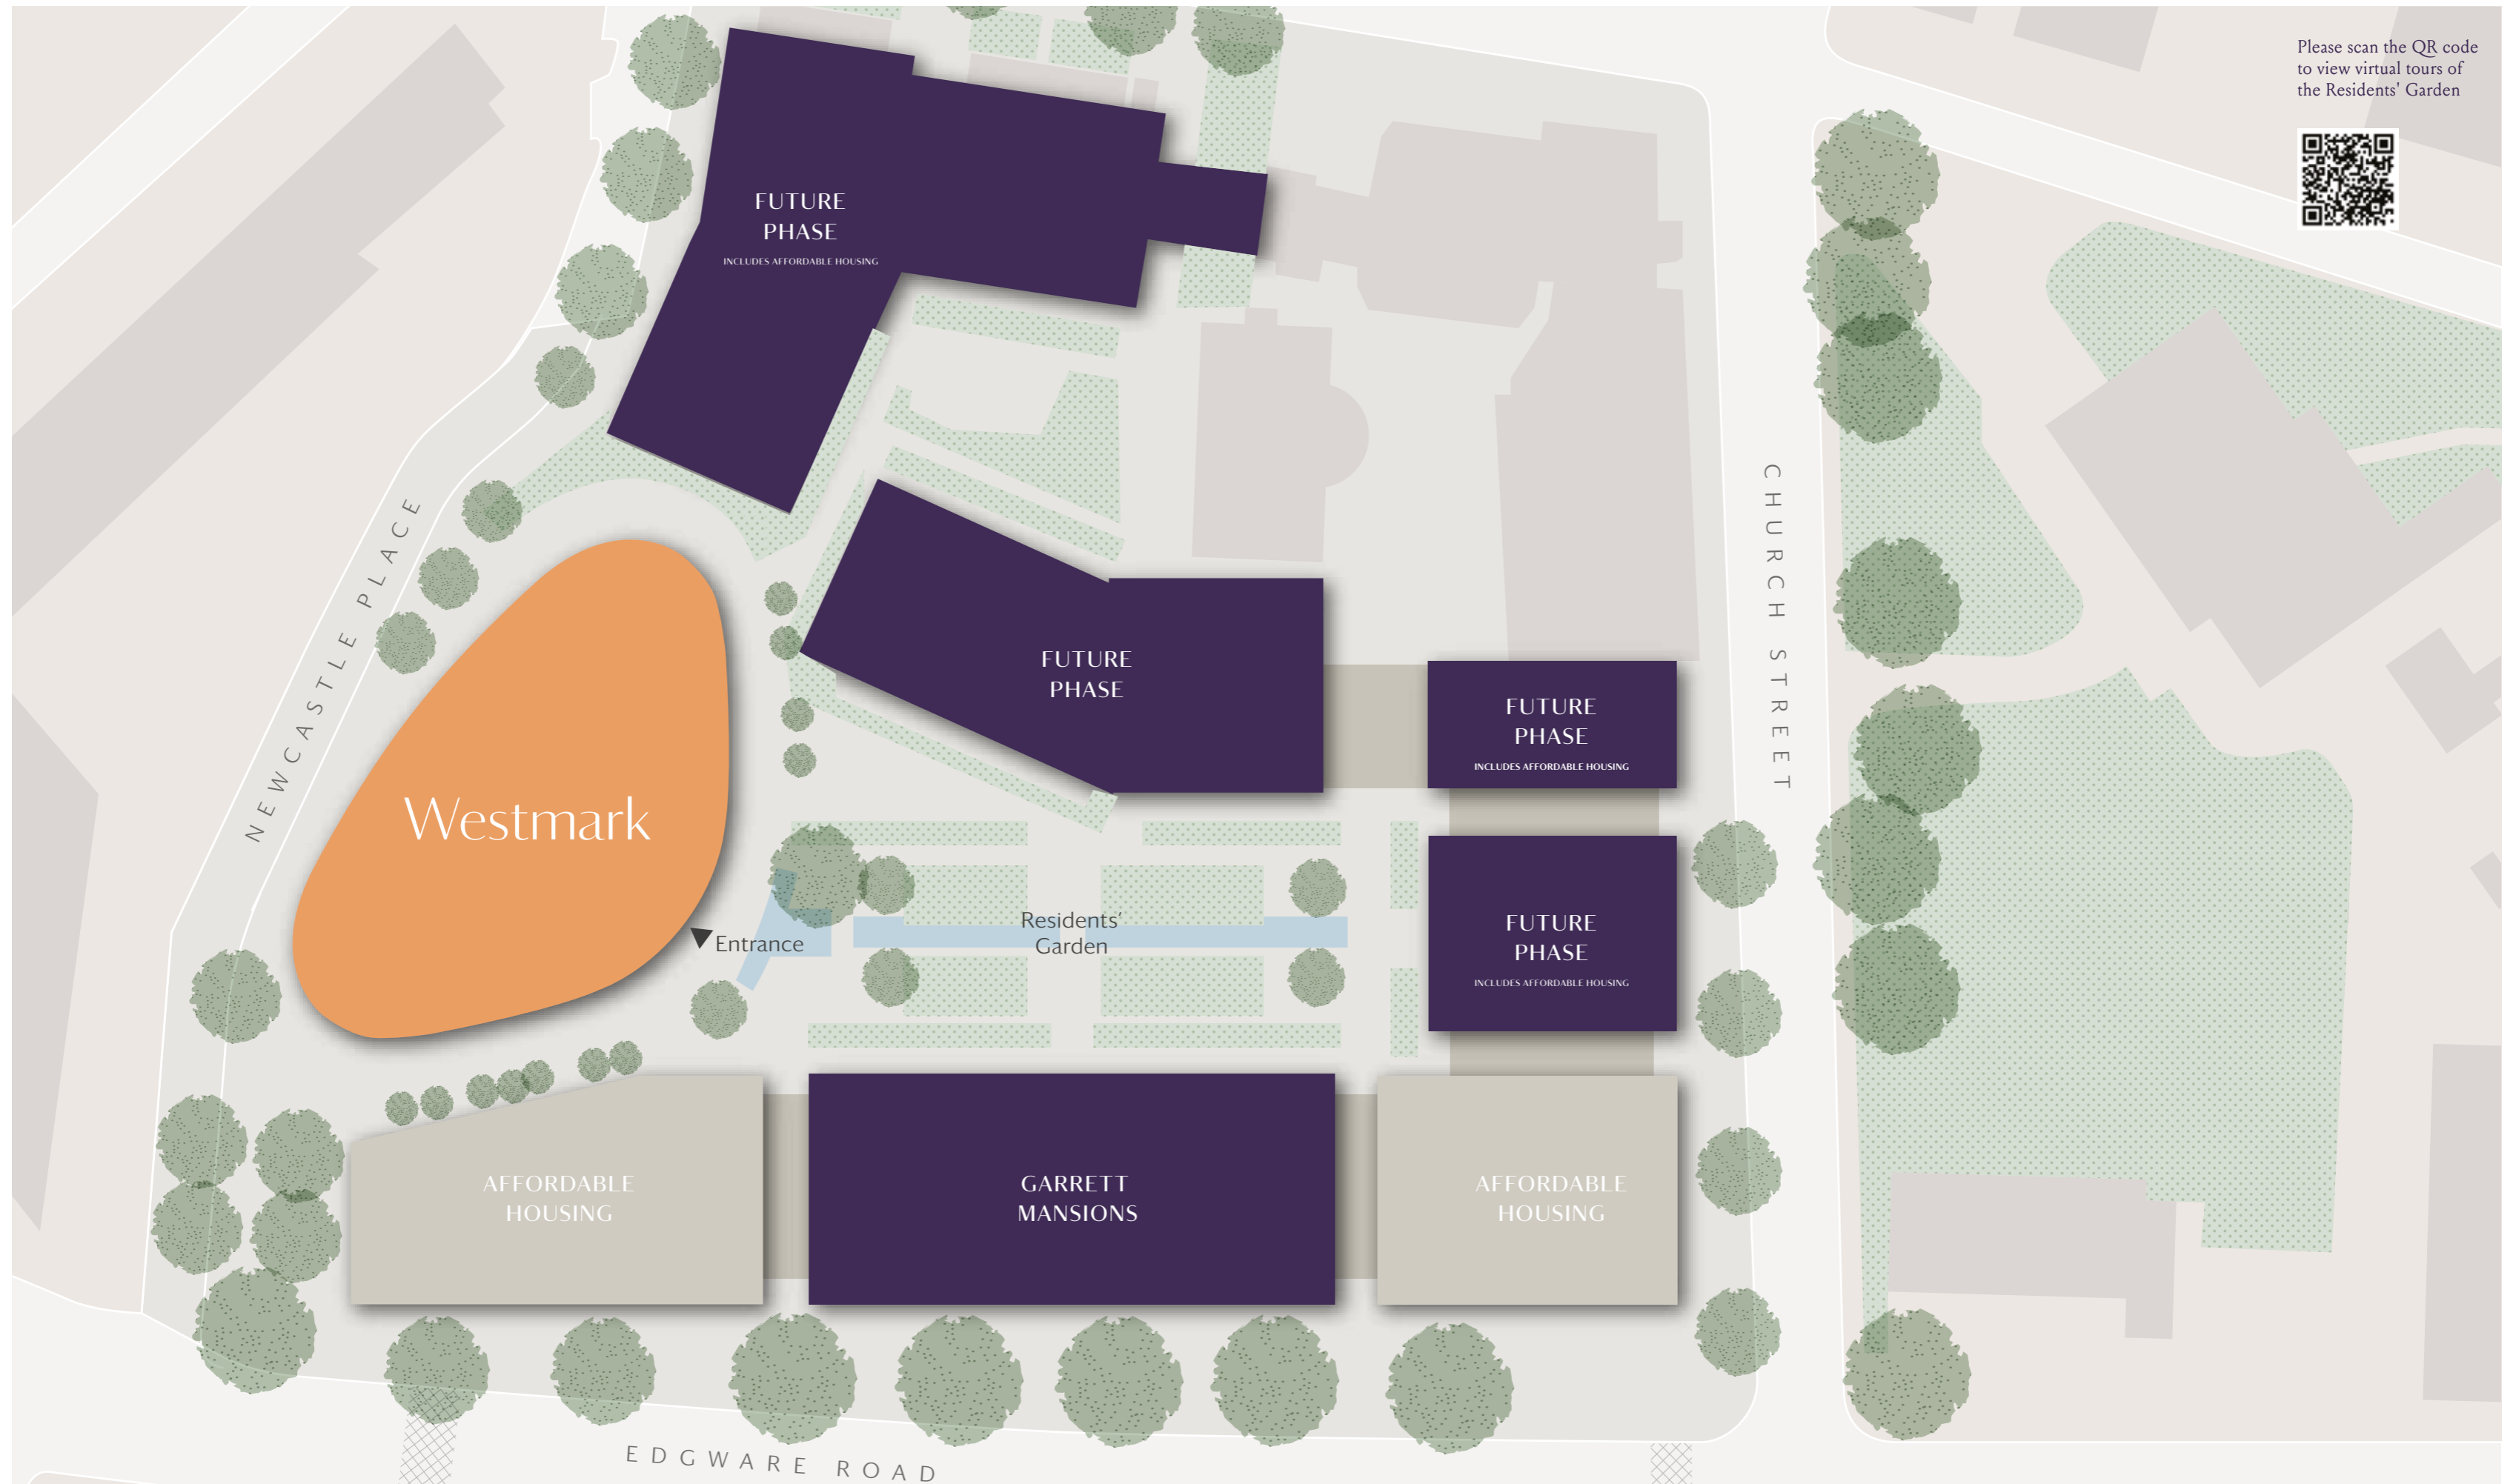 Please scan the QR code
to view virtual tours of
the Residents' Garden
FUTURE
PHASE
INCLUDES AFFORDABLE HOUSING
NEWCASTLE PLACE
CHURCH STREET
FUTURE
PHASE
FUTURE
PHASE
INCLUDES AFFORDABLE HOUSING
Westmark
Entrance
Residents'
Garden
FUTURE
PHASE
INCLUDES AFFORDABLE HOUSING
AFFORDABLE
HOUSING
GARRETT
MANSIONS
AFFORDABLE
HOUSING
EDGWARE ROAD